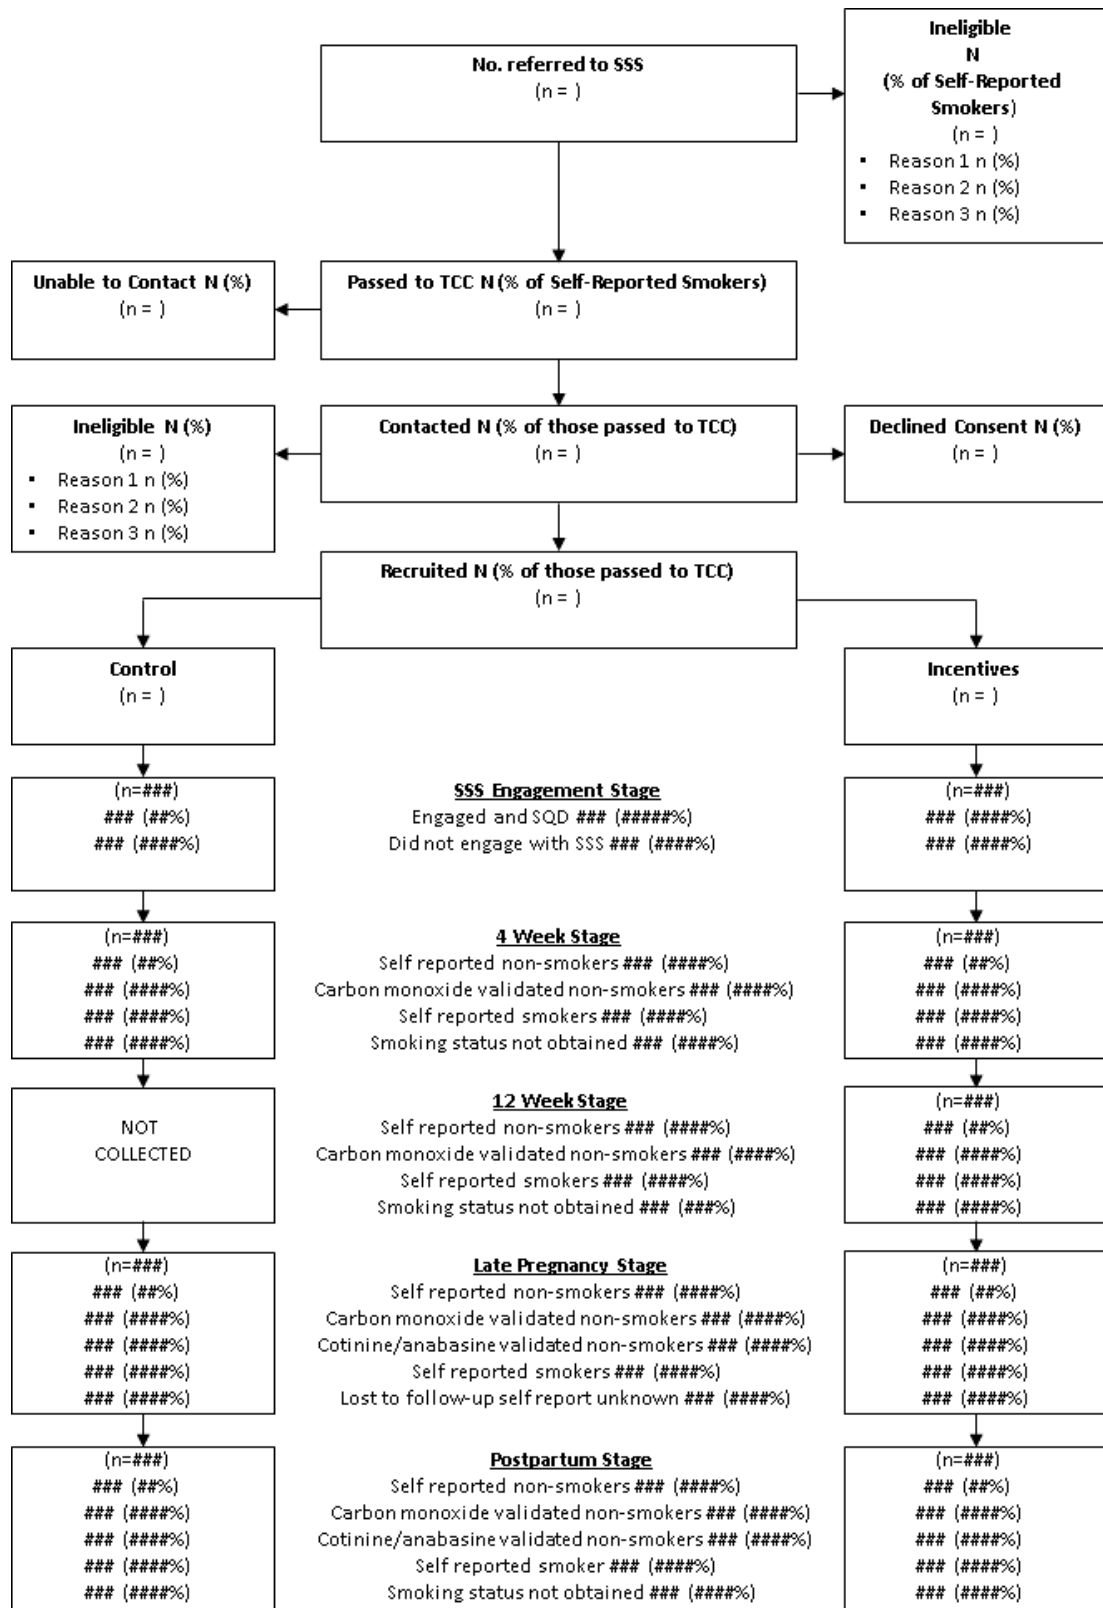 No. referred to SSS
(n = )
Ineligible
N
(% of Self-Reported
Smokers)
(n = )
▪ Reason 1 n (%)
▪ Reason 2 n (%)
▪ Reason 3 n (%)
Unable to Contact N (%)
(n = )
Passed to TCC N (% of Self-Reported Smokers)
(n = )
Ineligible N (%)
(n = )
▪ Reason 1 n (%)
▪ Reason 2 n (%)
▪ Reason 3 n (%)
Contacted N (% of those passed to TCC)
(n = )
Declined Consent N (%)
(n = )
Recruited N (% of those passed to TCC)
(n = )
Control
(n = )
Incentives
(n = )
(n=###)
### (##%)
### (####%)
SSS Engagement Stage
Engaged and SQD ### (#####%)
Did not engage with SSS ### (####%)
(n=###)
### (####%)
### (####%)
(n=###)
### (##%)
### (####%)
### (####%)
### (####%)
4 Week Stage
Self reported non-smokers ### (####%)
Carbon monoxide validated non-smokers ### (####%)
Self reported smokers ### (####%)
Smoking status not obtained ### (####%)
(n=###)
### (##%)
### (####%)
### (####%)
### (####%)
NOT
COLLECTED
12 Week Stage
Self reported non-smokers ### (####%)
Carbon monoxide validated non-smokers ### (####%)
Self reported smokers ### (####%)
Smoking status not obtained ### (###%)
(n=###)
### (##%)
### (####%)
### (####%)
### (####%)
(n=###)
### (##%)
### (####%)
### (####%)
### (####%)
### (####%)
Late Pregnancy Stage
Self reported non-smokers ### (####%)
Carbon monoxide validated non-smokers ### (####%)
Cotinine/anabasine validated non-smokers ### (####%)
Self reported smokers ### (####%)
Lost to follow-up self report unknown ### (####%)
(n=###)
### (##%)
### (####%)
### (####%)
### (####%)
### (####%)
(n=###)
### (##%)
### (####%)
### (####%)
### (####%)
### (####%)
Postpartum Stage
Self reported non-smokers ### (####%)
Carbon monoxide validated non-smokers ### (####%)
Cotinine/anabasine validated non-smokers ### (####%)
Self reported smoker ### (####%)
Smoking status not obtained ### (####%)
(n=###)
### (##%)
### (####%)
### (####%)
### (####%)
### (####%)